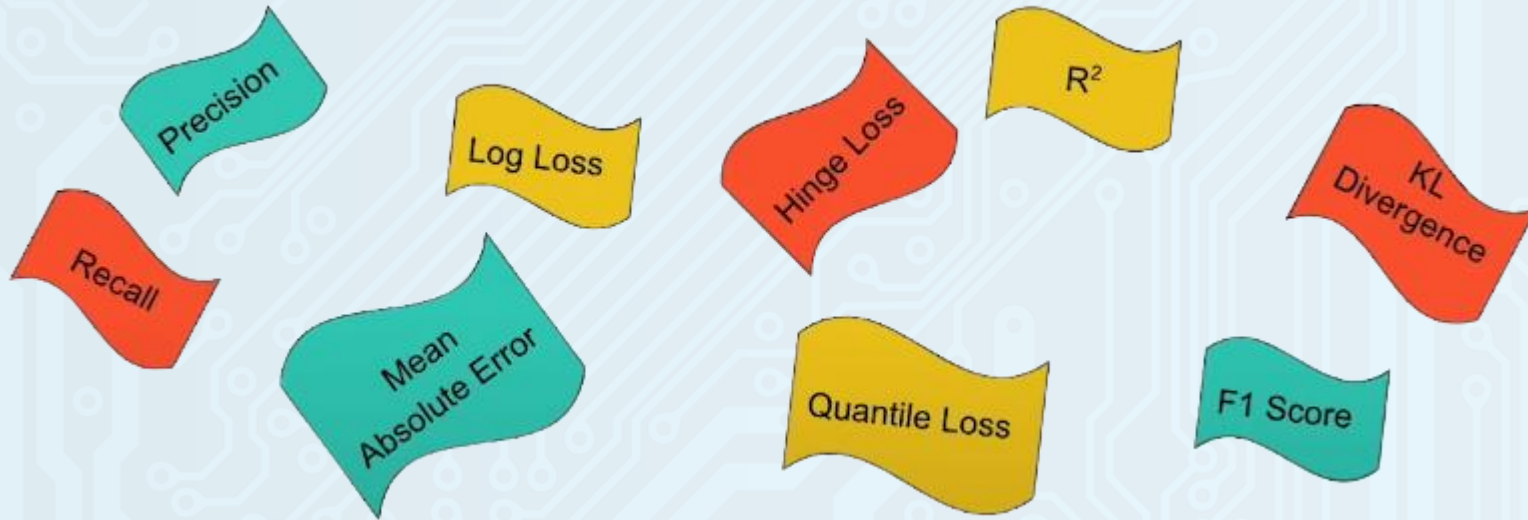 Precision
Log Loss
Hinge Loss
R²
KL
Divergence
Recall
Mean
Absolute Error
Quantile Loss
F1 Score